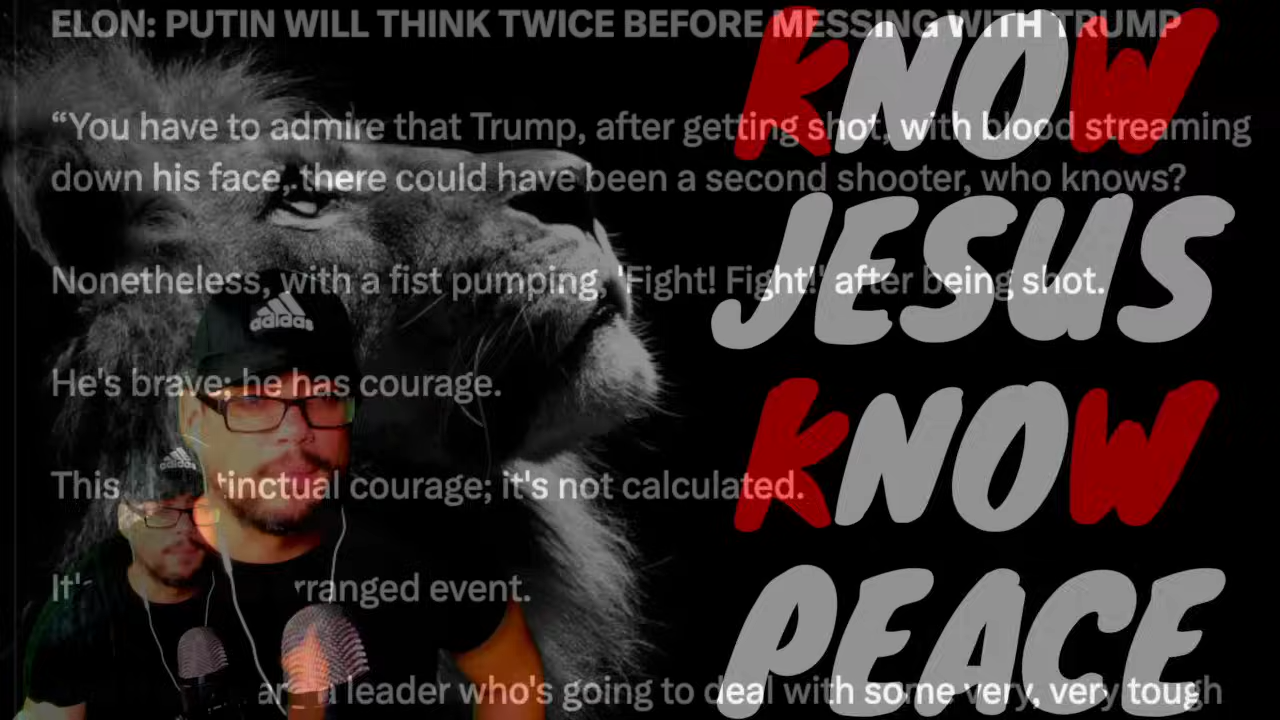 ELON: PUTIN WILL THINK TWICE BEFORE MESSING WITH TRUMP
“You have to admire that Trump, after getting shot, with blood streaming
down his face, there could have been a second shooter, who knows?
Nonetheless, with a fist pumping, 'Fight! Fight!' after being shot.
He's brave; he has courage.
This tinctual courage; it's not calculated.
It's rranged event.
a leader who's going to deal with some very, very tough
KNOW
JESUS
KNOW
PEACE
adidas
adidas